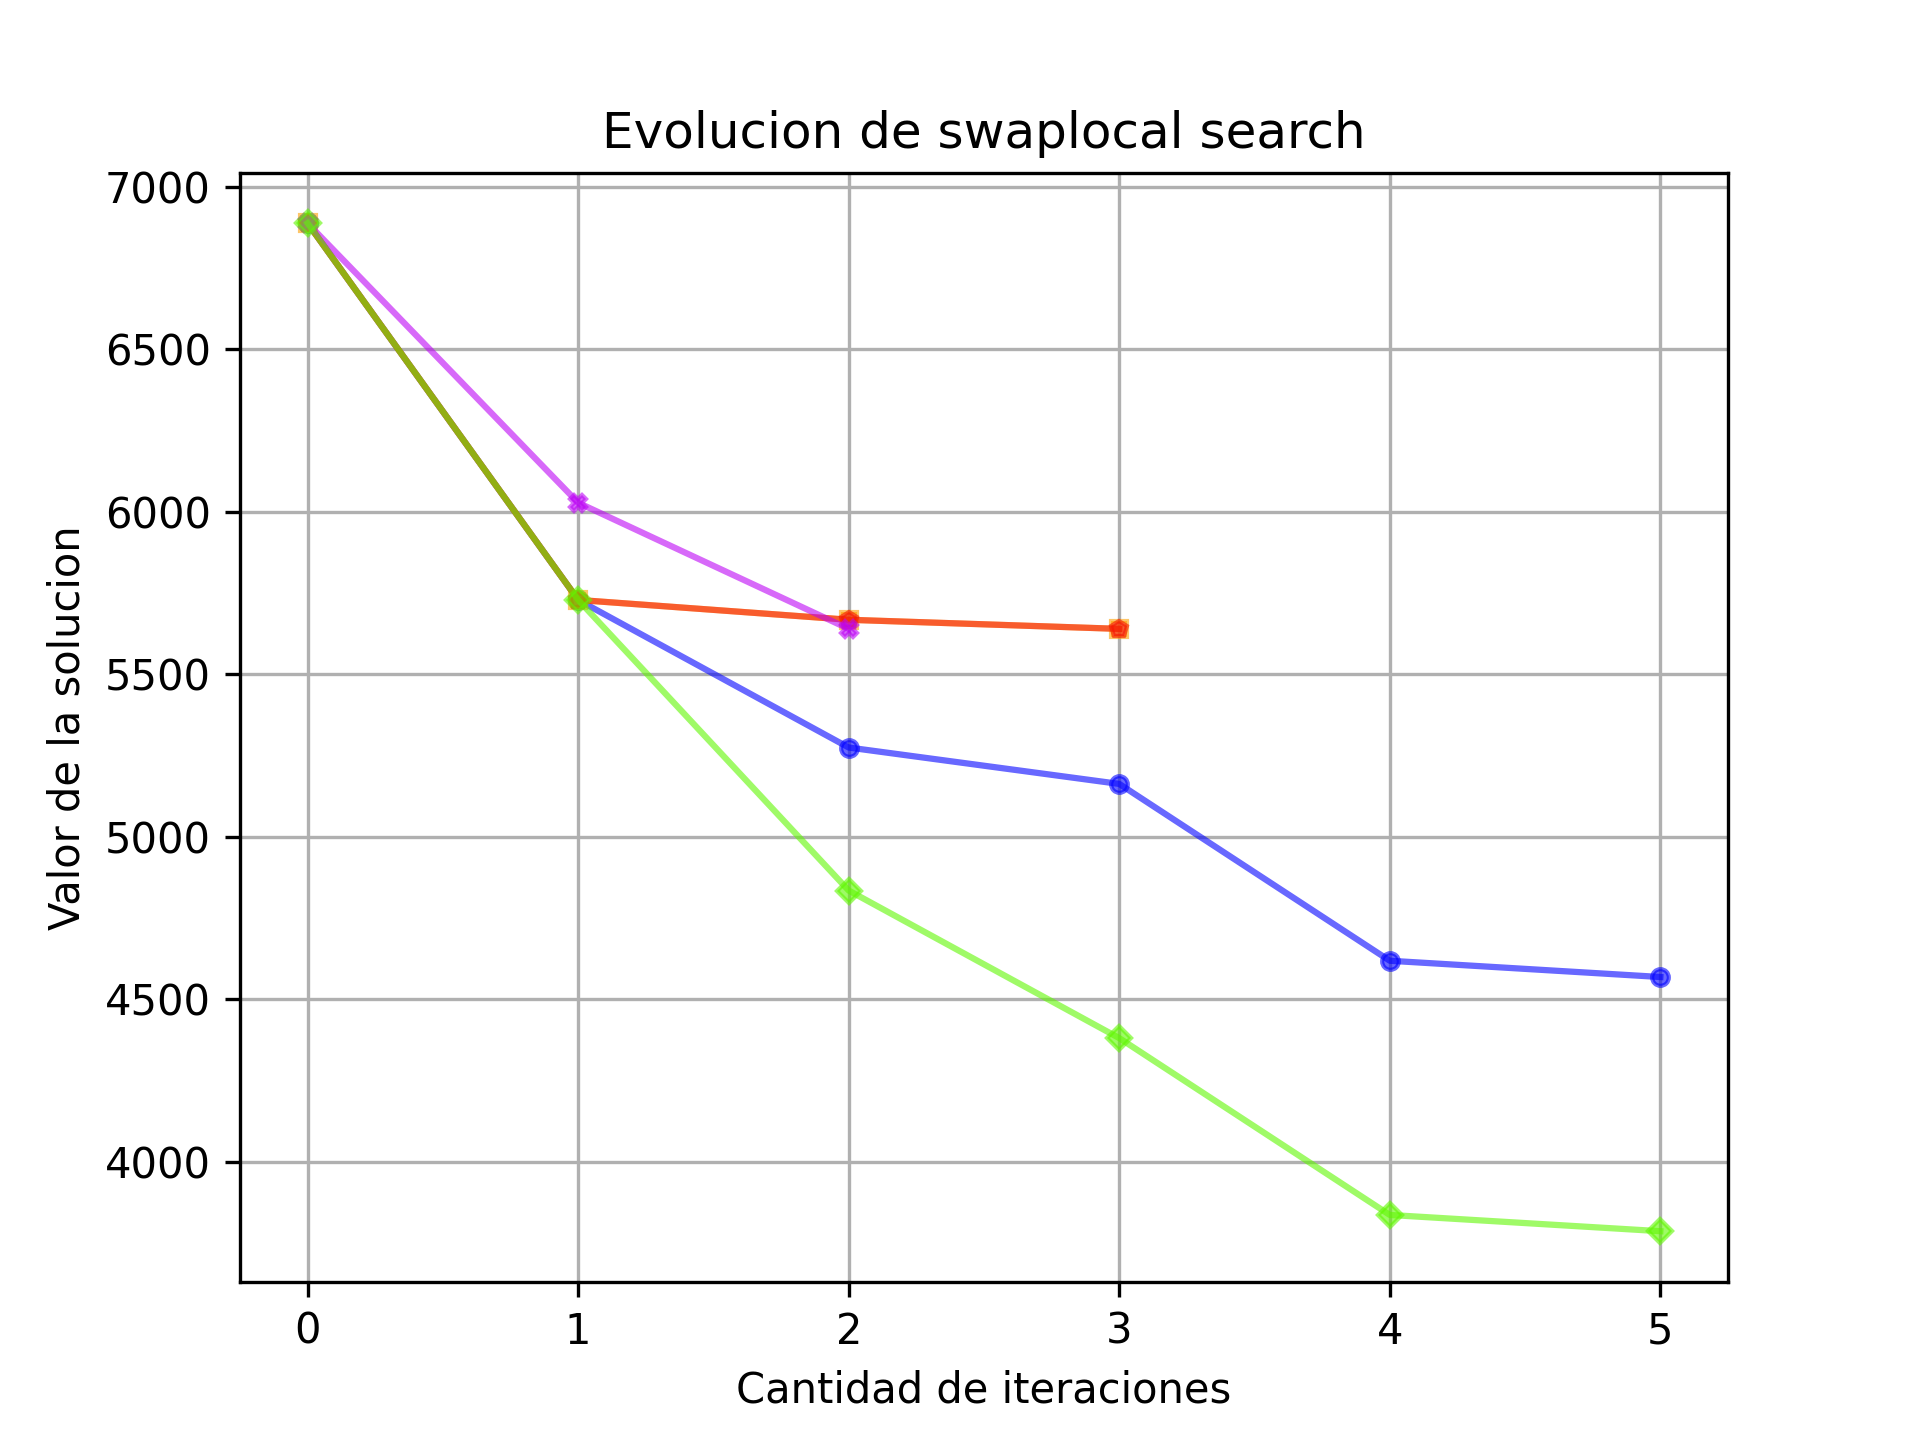 Evolucion de swaplocal search
7000
6500
6000
5500
5000
4500
4000
Valor de la solucion
0 1 2 3 4 5
Cantidad de iteraciones